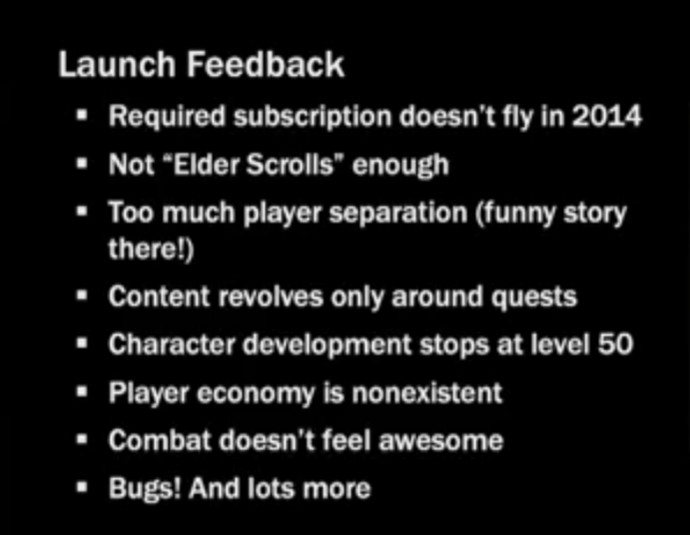 Launch Feedback
▪ Required subscription doesn't fly in 2014
▪ Not “Elder Scrolls” enough
▪ Too much player separation (funny story
there!)
▪ Content revolves only around quests
▪ Character development stops at level 50
▪ Player economy is nonexistent
▪ Combat doesn't feel awesome
▪ Bugs! And lots more